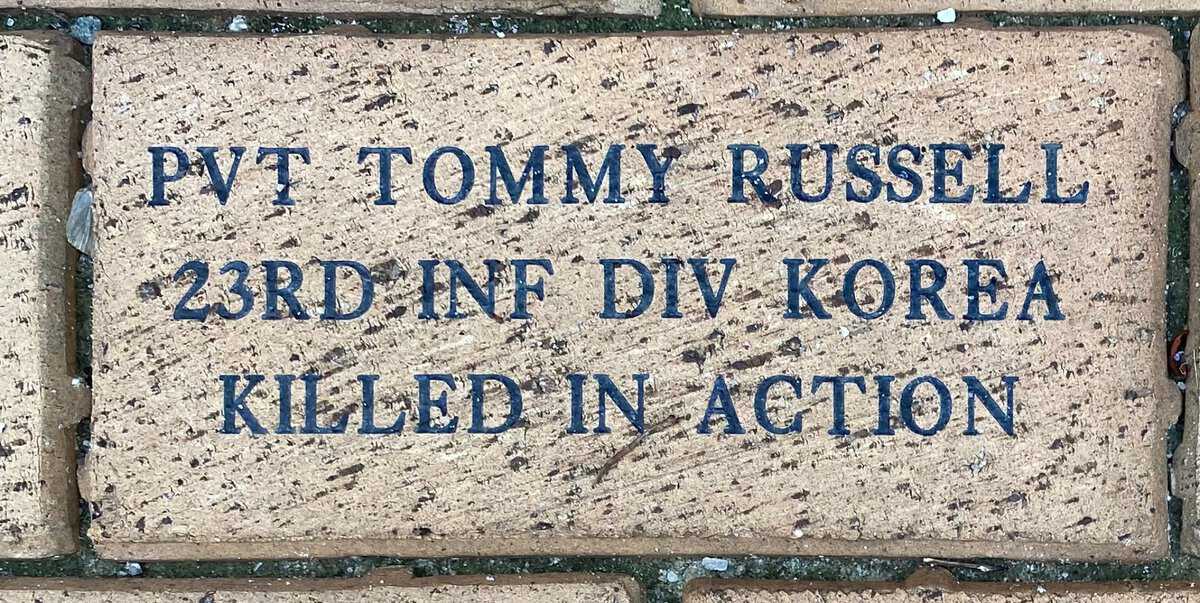 PVT TOMMY RUSSELL
23RD INF DIV KOREA
KILLED IN ACTION